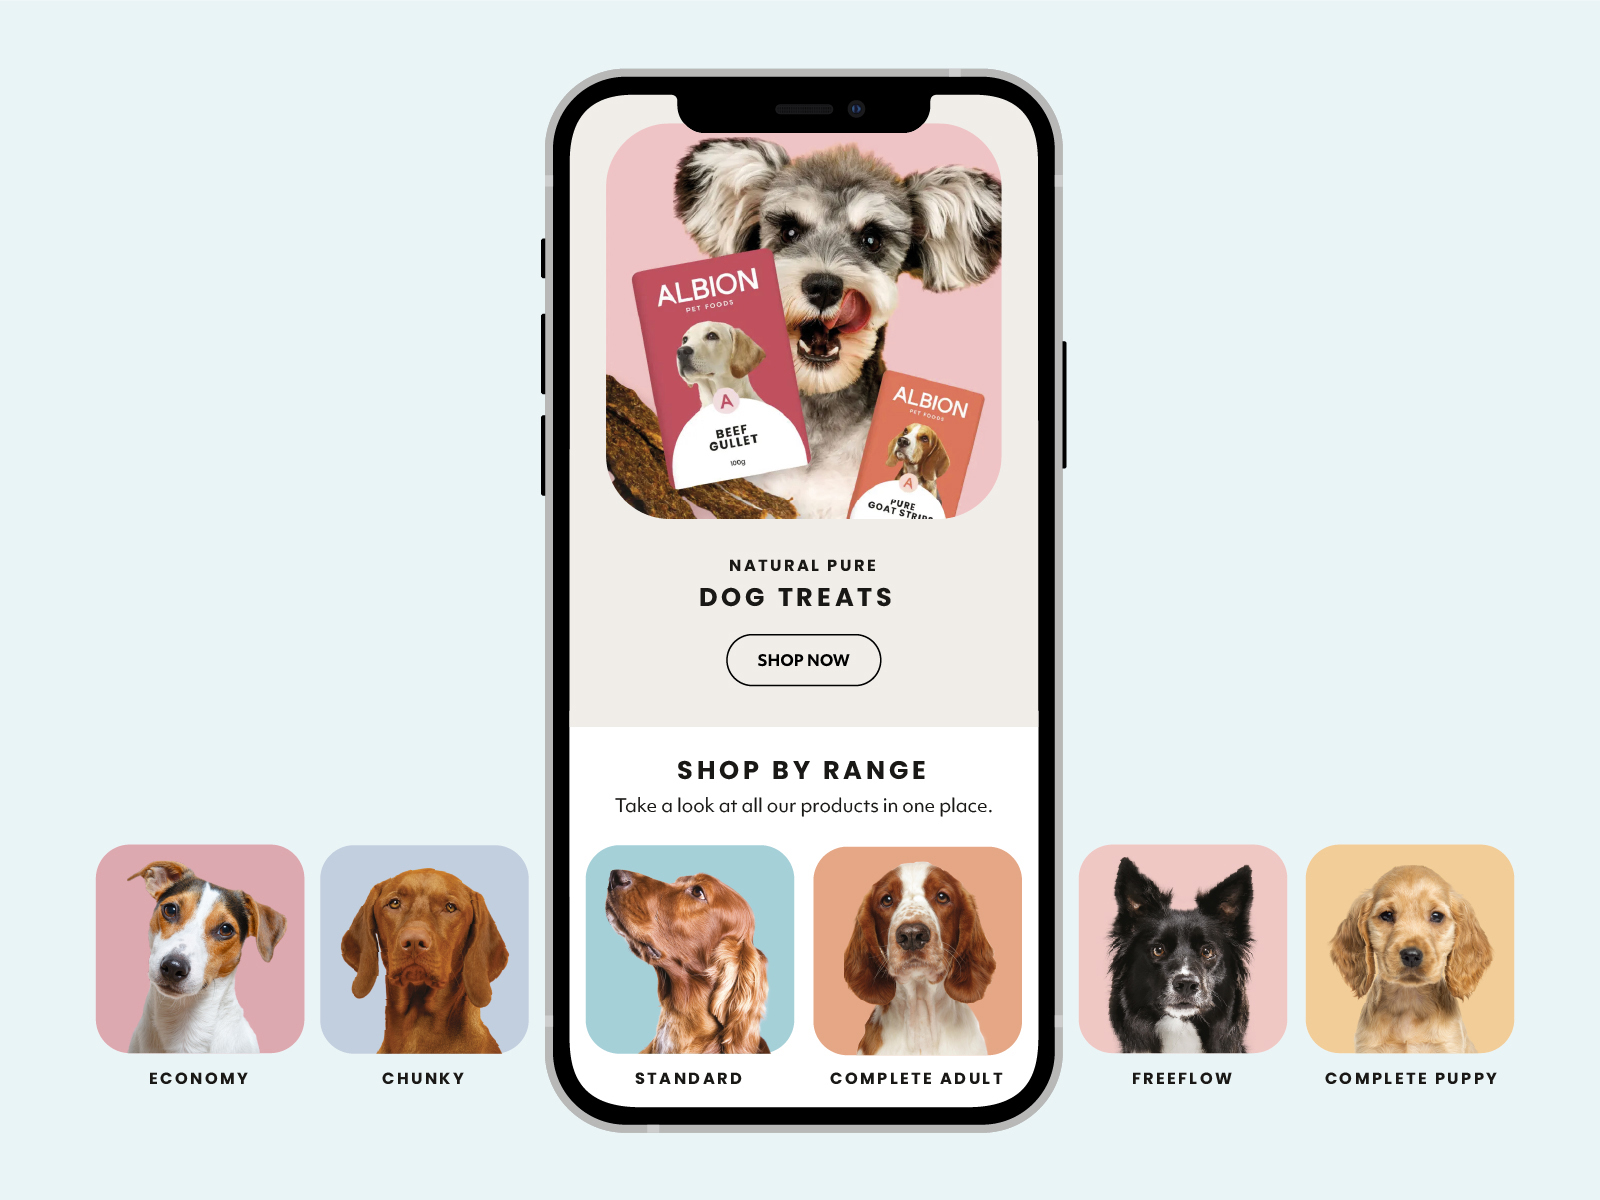 ALBION
PET FOODS
A
BEEF
GULLET
100g
ALBION
PET FOODS
A
PURE
GOAT STRIPS
NATURAL PURE
DOG TREATS
SHOP NOW
SHOP BY RANGE
Take a look at all our products in one place.
ECONOMY
CHUNKY
STANDARD
COMPLETE ADULT
FREEFLOW
COMPLETE PUPPY